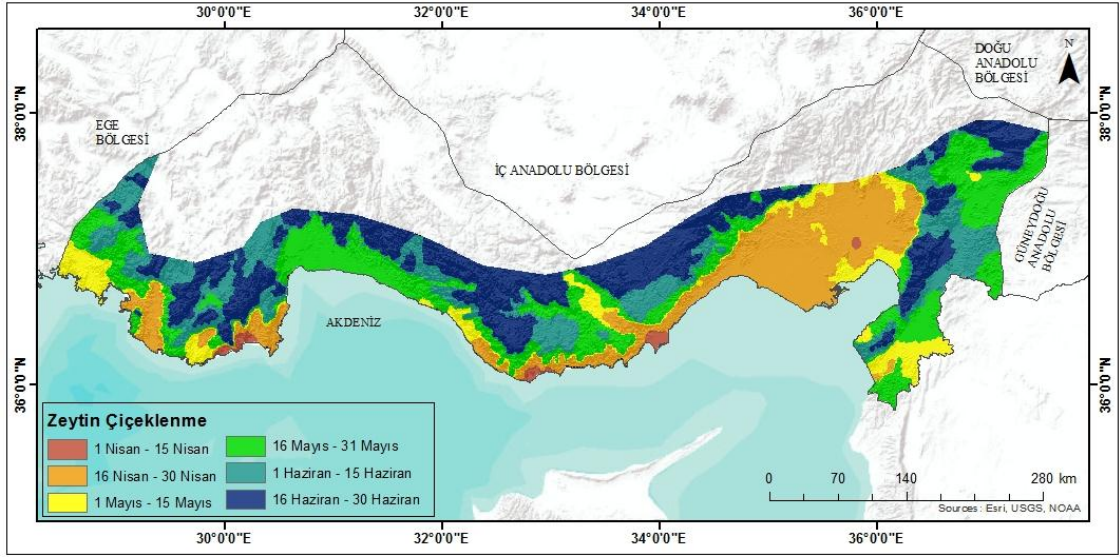 30°0'0"E 32°0'0"E 34°0'0"E 36°0'0"E
DOĞU
ANADOLU
BÖLGESİ
N
38°0'0"N
38°0'0"N
EGE
BÖLGESİ
İÇ ANADOLU BÖLGESİ
GÜNEYDOĞU
ANADOLU
BÖLGESİ
AKDENİZ
36°0'0"N
36°0'0"N
Zeytin Çiçeklenme
1 Nisan - 15 Nisan
16 Nisan - 30 Nisan
1 Mayıs - 15 Mayıs
16 Mayıs - 31 Mayıs
1 Haziran - 15 Haziran
16 Haziran - 30 Haziran
0 70 140 280 km
Sources: Esri, USGS, NOAA
30°0'0"E 32°0'0"E 34°0'0"E 36°0'0"E